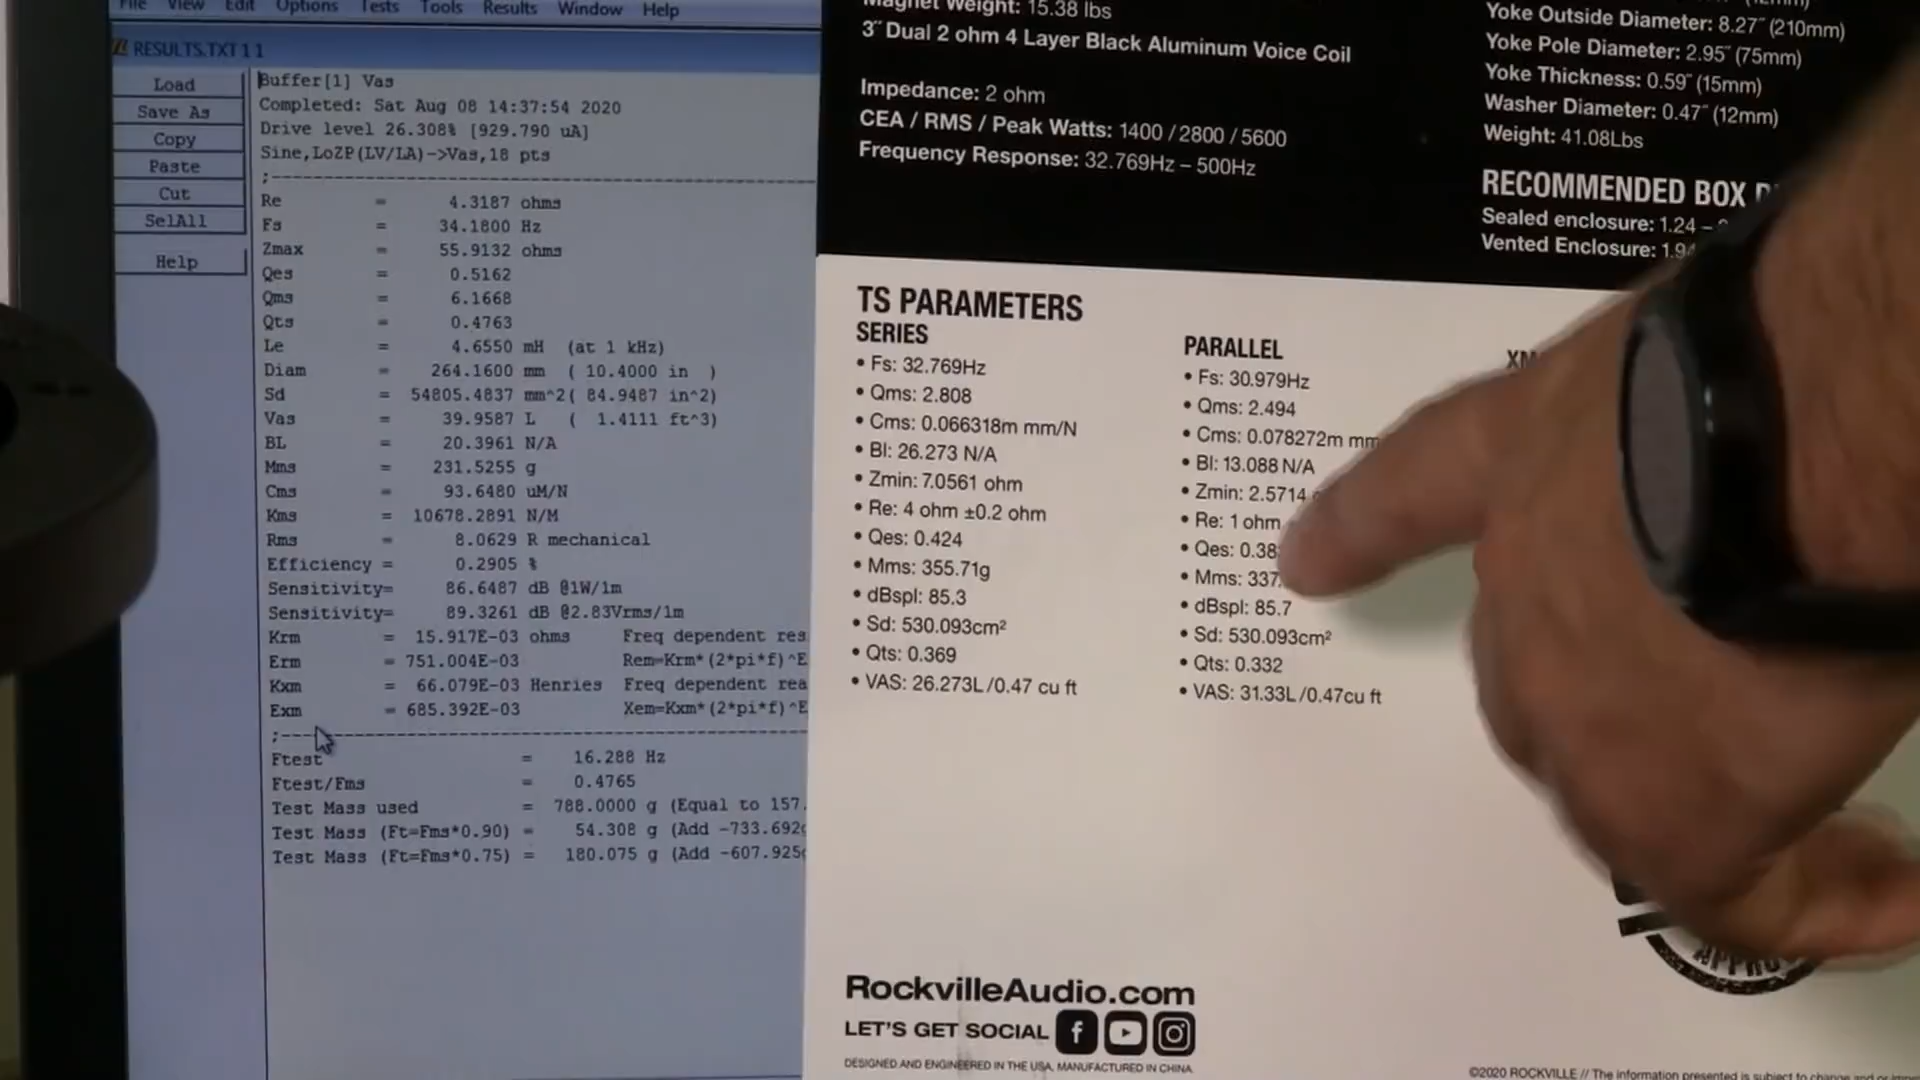 File View Edit Options Tests Tools Results Window Help
RESULTS.TXT 1 1
Load
Save As
Copy
Paste
Cut
SelAll
Help
Buffer[1] Vas
Completed: Sat Aug 08 14:37:54 2020
Drive level 26.308% [929.790 uA]
Sine,LoZP(LV/LA)->Vas,18 pts
;
Re = 4.3187 ohms
Fs = 34.1800 Hz
Zmax = 55.9132 ohms
Qes = 0.5162
Qms = 6.1668
Qts = 0.4763
Le = 4.6550 mH (at 1 kHz)
Diam = 264.1600 mm ( 10.4000 in )
Sd = 54805.4837 mm^2( 84.9487 in^2)
Vas = 39.9587 L ( 1.4111 ft^3)
BL = 20.3961 N/A
Mms = 231.5255 g
Cms = 93.6480 uM/N
Kms = 10678.2891 N/M
Rms = 8.0629 R mechanical
Efficiency = 0.2905 %
Sensitivity= 86.6487 dB @1W/1m
Sensitivity= 89.3261 dB @2.83Vrms/1m
Krm = 15.917E-03 ohms Freq dependent res
Erm = 751.004E-03 Rem=Krm*(2*pi*f)^E
Kxm = 66.079E-03 Henries Freq dependent rea
Exm = 685.392E-03 Xem=Kxm*(2*pi*f)^E
;
Ftest = 16.288 Hz
Ftest/Fms = 0.4765
Test Mass used = 788.0000 g (Equal to 157.
Test Mass (Ft=Fms*0.90) = 54.308 g (Add -733.692g
Test Mass (Ft=Fms*0.75) = 180.075 g (Add -607.925g
Magnet Weight: 15.38 lbs
3" Dual 2 ohm 4 Layer Black Aluminum Voice Coil
Impedance: 2 ohm
CEA / RMS / Peak Watts: 1400 / 2800 / 5600
Frequency Response: 32.769Hz – 500Hz
Yoke Outside Diameter: 8.27" (210mm)
Yoke Pole Diameter: 2.95" (75mm)
Yoke Thickness: 0.59" (15mm)
Washer Diameter: 0.47" (12mm)
Weight: 41.08Lbs
RECOMMENDED BOX
Sealed enclosure: 1.24 –
Vented Enclosure: 1.94
TS PARAMETERS
SERIES
• Fs: 32.769Hz
• Qms: 2.808
• Cms: 0.066318m mm/N
• Bl: 26.273 N/A
• Zmin: 7.0561 ohm
• Re: 4 ohm ±0.2 ohm
• Qes: 0.424
• Mms: 355.71g
• dBspl: 85.3
• Sd: 530.093cm²
• Qts: 0.369
• VAS: 26.273L/0.47 cu ft
PARALLEL
• Fs: 30.979Hz
• Qms: 2.494
• Cms: 0.078272m mm
• Bl: 13.088 N/A
• Zmin: 2.5714
• Re: 1 ohm
• Qes: 0.38
• Mms: 337.
• dBspl: 85.7
• Sd: 530.093cm²
• Qts: 0.332
• VAS: 31.33L/0.47cu ft
RockvilleAudio.com
LET'S GET SOCIAL
DESIGNED AND ENGINEERED IN THE USA, MANUFACTURED IN CHINA.
©2020 ROCKVILLE // The information presented is subject to change and or